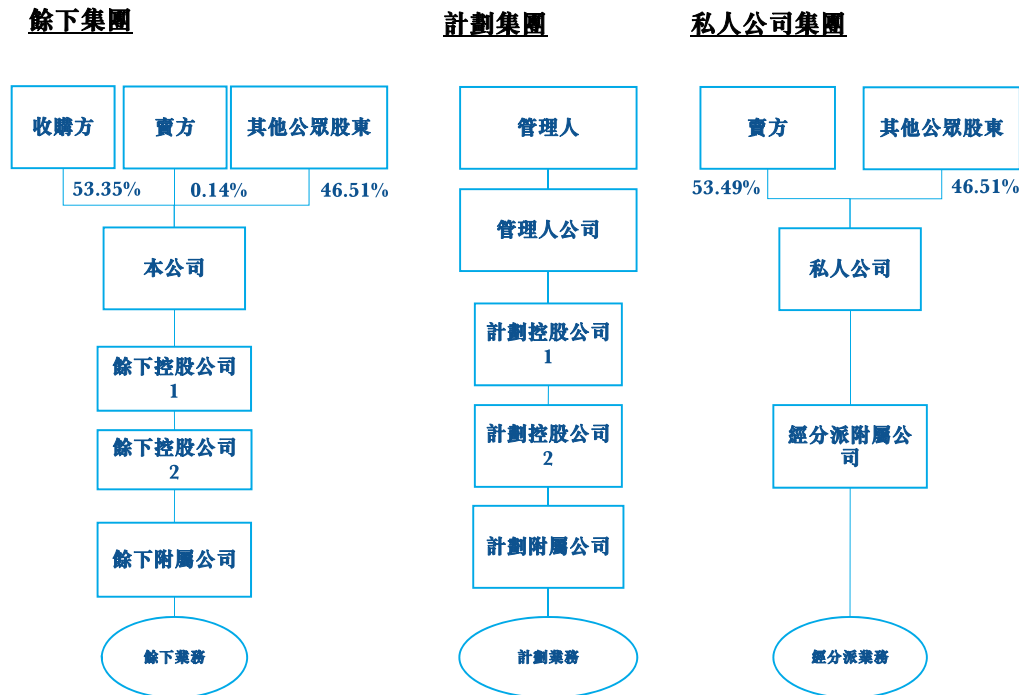 餘下集團
收購方
賣方
其他公眾股東
53.35%
0.14%
46.51%
本公司
餘下控股公司
1
餘下控股公司
2
餘下附屬公司
餘下業務
計劃集團
管理人
管理人公司
計劃控股公司
1
計劃控股公司
2
計劃附屬公司
計劃業務
私人公司集團
賣方
其他公眾股東
53.49%
46.51%
私人公司
經分派附屬公
司
經分派業務